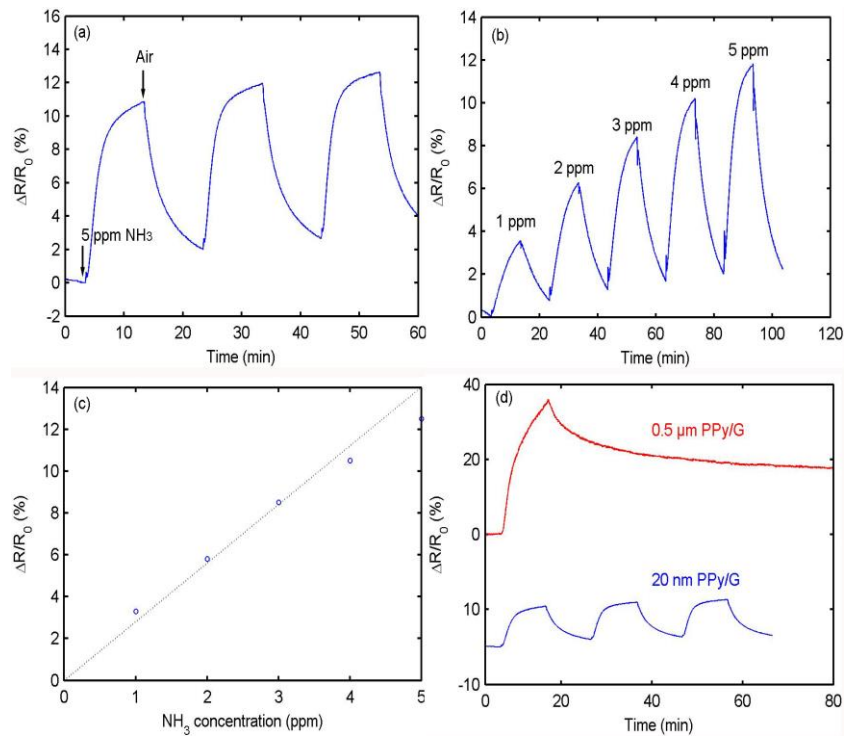 (a)
16
14
12
10
8
6
4
2
0
-2
Air
5 ppm NH3
0 10 20 30 40 50 60
Time (min)
ΔR/R0 (%)
(b)
14
12
10
8
6
4
2
0
1 ppm
2 ppm
3 ppm
4 ppm
5 ppm
0 20 40 60 80 100 120
Time (min)
ΔR/R0 (%)
(c)
14
12
10
8
6
4
2
0
0 1 2 3 4 5
NH3 concentration (ppm)
ΔR/R0 (%)
(d)
40
20
0
10
-10
0.5 µm PPy/G
20 nm PPy/G
0 20 40 60 80
Time (min)
ΔR/R0 (%)